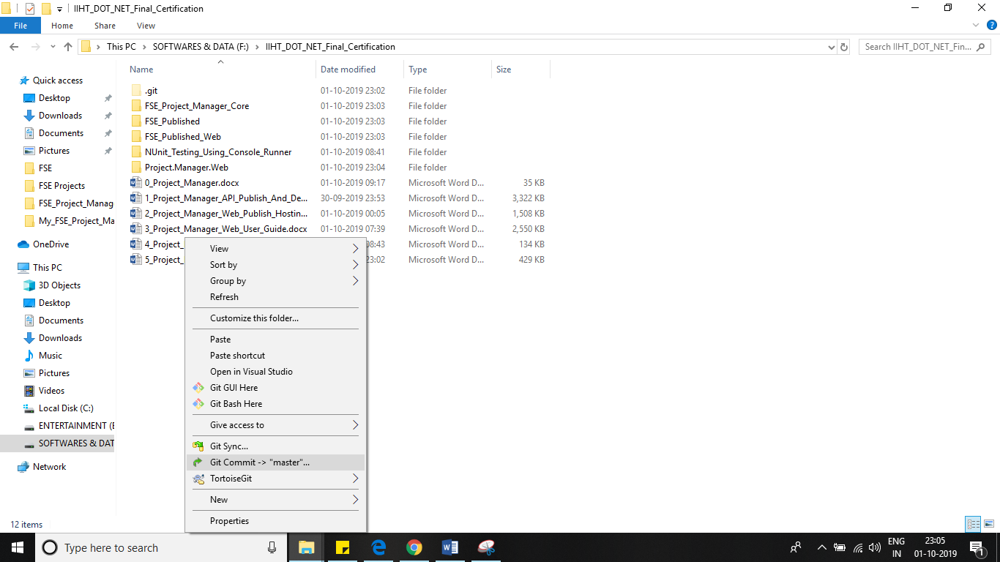 IIHT_DOT_NET_Final_Certification
File Home Share View
This PC SOFTWARES & DATA (F:) IIHT_DOT_NET_Final_Certification
Search IIHT_DOT_NET_Fin...
Quick access
Desktop
Downloads
Documents
Pictures
FSE
FSE Projects
FSE_Project_Manag
My_FSE_Project_Ma
OneDrive
This PC
3D Objects
Desktop
Documents
Downloads
Music
Pictures
Videos
Local Disk (C:)
ENTERTAINMENT (E
SOFTWARES & DAT
Network
Name Date modified Type Size
.git 01-10-2019 23:02 File folder
FSE_Project_Manager_Core 01-10-2019 23:03 File folder
FSE_Published 01-10-2019 23:03 File folder
FSE_Published_Web 01-10-2019 23:03 File folder
NUnit_Testing_Using_Console_Runner 01-10-2019 08:41 File folder
Project.Manager.Web 01-10-2019 23:04 File folder
0_Project_Manager.docx 01-10-2019 09:17 Microsoft Word D... 35 KB
1_Project_Manager_API_Publish_And_De... 30-09-2019 23:53 Microsoft Word D... 3,322 KB
2_Project_Manager_Web_Publish_Hostin... 01-10-2019 00:05 Microsoft Word D... 1,508 KB
3_Project_Manager_Web_User_Guide.docx 01-10-2019 07:39 Microsoft Word D... 2,550 KB
4_Project_ 08:43 Microsoft Word D... 134 KB
5_Project_ 23:02 Microsoft Word D... 429 KB
View
Sort by
Group by
Refresh
Customize this folder...
Paste
Paste shortcut
Open in Visual Studio
Git GUI Here
Git Bash Here
Give access to
Git Sync...
Git Commit -> "master"...
TortoiseGit
New
Properties
12 items
Type here to search
ENG
IN
23:05
01-10-2019
1